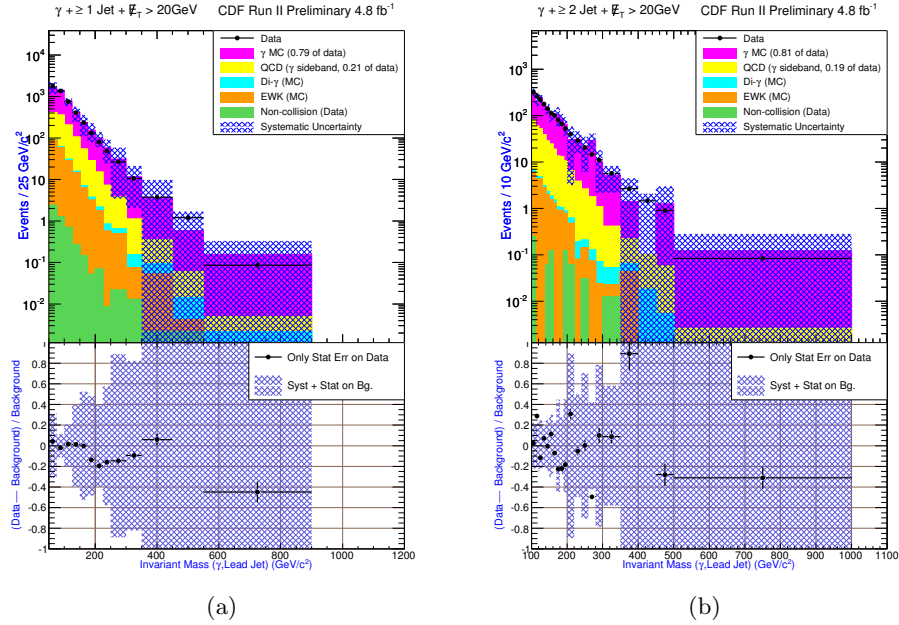 γ + ≥ 1 Jet + E̸_T > 20GeV
CDF Run II Preliminary 4.8 fb⁻¹
Data
γ MC (0.79 of data)
QCD (γ sideband, 0.21 of data)
Di-γ (MC)
EWK (MC)
Non-collision (Data)
Systematic Uncertainty
Events / 25 GeV/c²
10⁴
10³
10²
10
1
10⁻¹
10⁻²
Only Stat Err on Data
Syst + Stat on Bg.
(Data — Background) / Background
1
0.8
0.6
0.4
0.2
0
-0.2
-0.4
-0.6
-0.8
-1
200 400 600 800 1000 1200
Invariant Mass (γ,Lead Jet) (GeV/c²)
(a)
γ + ≥ 2 Jet + E̸_T > 20GeV
CDF Run II Preliminary 4.8 fb⁻¹
Data
γ MC (0.81 of data)
QCD (γ sideband, 0.19 of data)
Di-γ (MC)
EWK (MC)
Non-collision (Data)
Systematic Uncertainty
Events / 10 GeV/c²
10³
10²
10
1
10⁻¹
10⁻²
Only Stat Err on Data
Syst + Stat on Bg.
(Data — Background) / Background
1
0.8
0.6
0.4
0.2
0
-0.2
-0.4
-0.6
-0.8
-1
100 200 300 400 500 600 700 800 900 1000 1100
Invariant Mass (γ,Lead Jet) (GeV/c²)
(b)